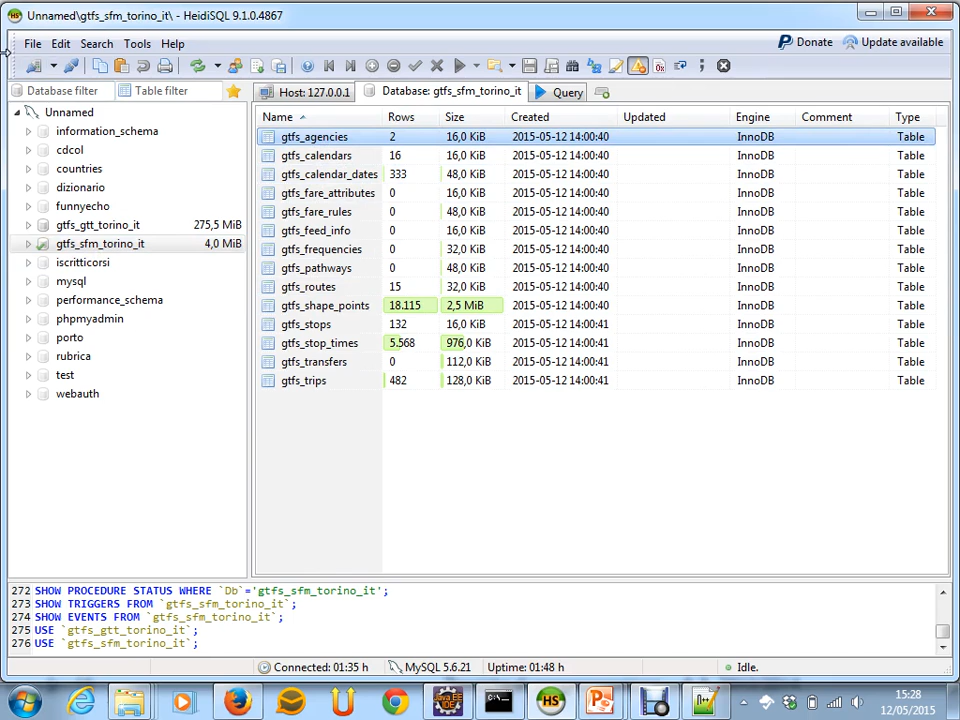 Unnamed\gtfs_sfm_torino_it\ - HeidiSQL 9.1.0.4867
File Edit Search Tools Help
Donate Update available
Database filter Table filter Host: 127.0.0.1 Database: gtfs_sfm_torino_it Query
Unnamed
information_schema
cdcol
countries
dizionario
funnyecho
gtfs_gtt_torino_it 275,5 MiB
gtfs_sfm_torino_it 4,0 MiB
iscritticorsi
mysql
performance_schema
phpmyadmin
porto
rubrica
test
webauth
Name Rows Size Created Updated Engine Comment Type
gtfs_agencies 2 16,0 KiB 2015-05-12 14:00:40 InnoDB Table
gtfs_calendars 16 16,0 KiB 2015-05-12 14:00:40 InnoDB Table
gtfs_calendar_dates 333 48,0 KiB 2015-05-12 14:00:40 InnoDB Table
gtfs_fare_attributes 0 16,0 KiB 2015-05-12 14:00:40 InnoDB Table
gtfs_fare_rules 0 48,0 KiB 2015-05-12 14:00:40 InnoDB Table
gtfs_feed_info 0 16,0 KiB 2015-05-12 14:00:40 InnoDB Table
gtfs_frequencies 0 32,0 KiB 2015-05-12 14:00:40 InnoDB Table
gtfs_pathways 0 48,0 KiB 2015-05-12 14:00:40 InnoDB Table
gtfs_routes 15 32,0 KiB 2015-05-12 14:00:40 InnoDB Table
gtfs_shape_points 18.115 2,5 MiB 2015-05-12 14:00:40 InnoDB Table
gtfs_stops 132 16,0 KiB 2015-05-12 14:00:41 InnoDB Table
gtfs_stop_times 5.568 976,0 KiB 2015-05-12 14:00:41 InnoDB Table
gtfs_transfers 0 112,0 KiB 2015-05-12 14:00:41 InnoDB Table
gtfs_trips 482 128,0 KiB 2015-05-12 14:00:41 InnoDB Table
272 SHOW PROCEDURE STATUS WHERE `Db`='gtfs_sfm_torino_it';
273 SHOW TRIGGERS FROM `gtfs_sfm_torino_it`;
274 SHOW EVENTS FROM `gtfs_sfm_torino_it`;
275 USE `gtfs_gtt_torino_it`;
276 USE `gtfs_sfm_torino_it`;
Connected: 01:35 h MySQL 5.6.21 Uptime: 01:48 h Idle.
15:28
12/05/2015